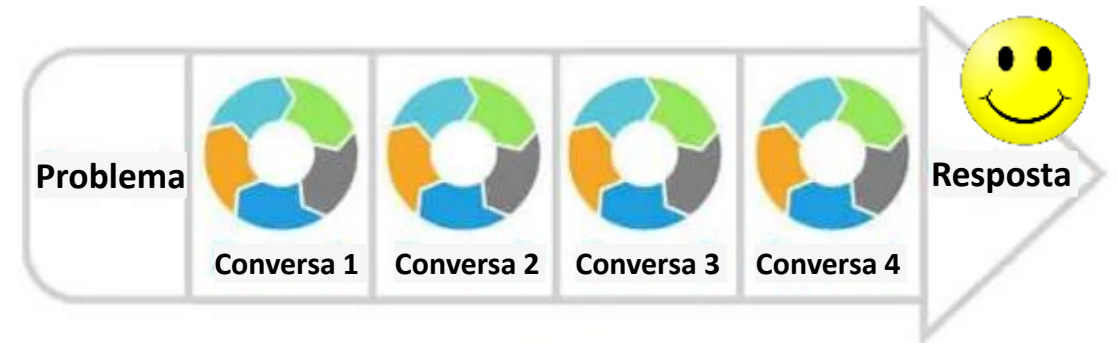 Problema
Conversa 1
Conversa 2
Conversa 3
Conversa 4
Resposta